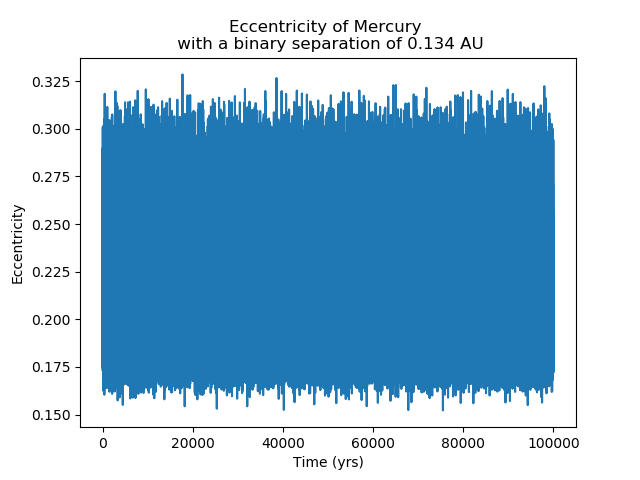 Eccentricity of Mercury
with a binary separation of 0.134 AU
0.325
0.300
0.275
0.250
0.225
0.200
0.175
0.150
Eccentricity
0 20000 40000 60000 80000 100000
Time (yrs)